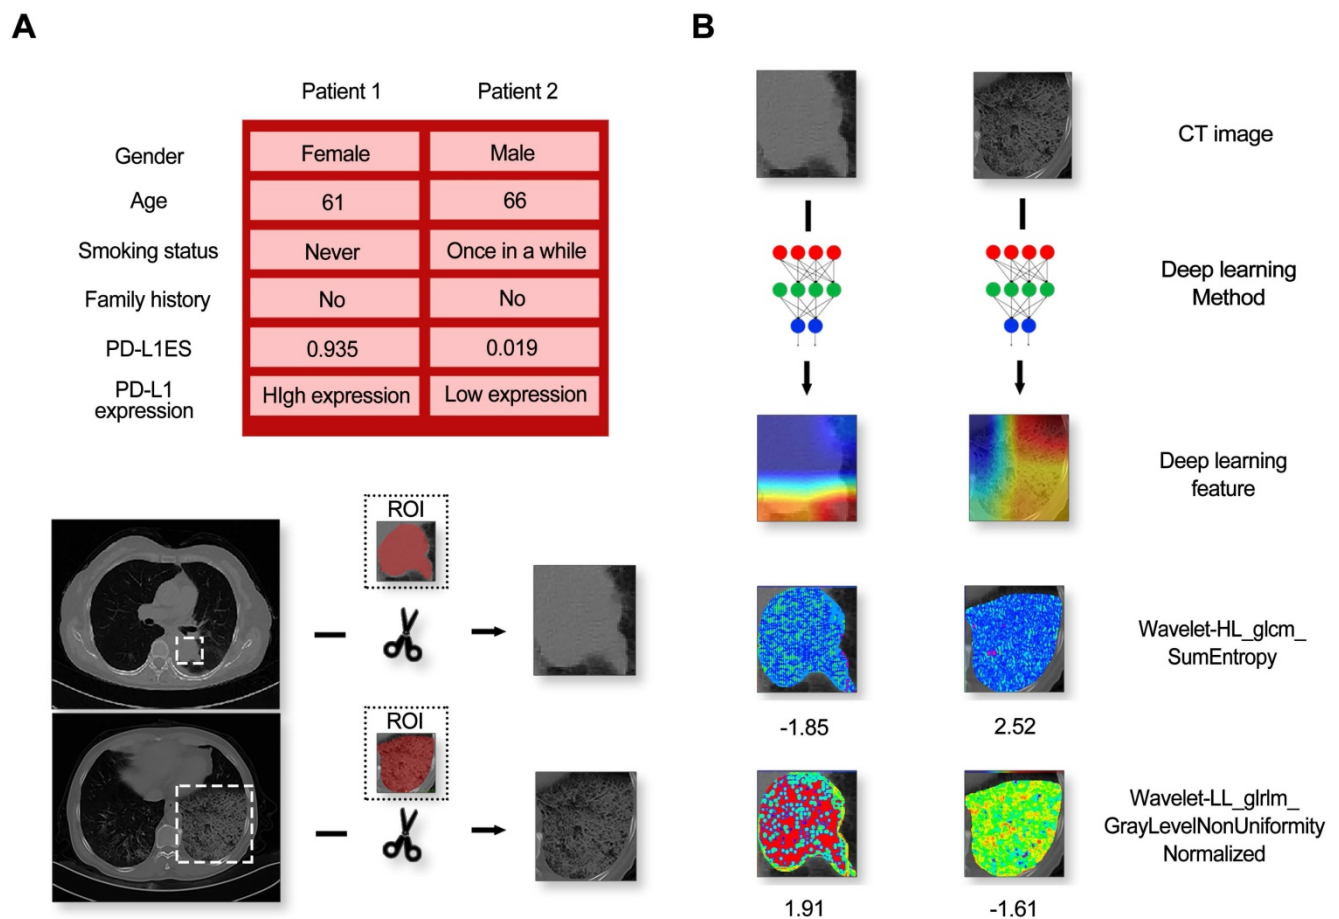 A
Patient 1 Patient 2
Gender Female Male
Age 61 66
Smoking status Never Once in a while
Family history No No
PD-L1ES 0.935 0.019
PD-L1
expression HIgh expression Low expression
ROI
ROI
B
CT image
Deep learning
Method
Deep learning
feature
Wavelet-HL_glcm_
SumEntropy
-1.85 2.52
Wavelet-LL_glrlm_
GrayLevelNonUniformity
Normalized
1.91 -1.61